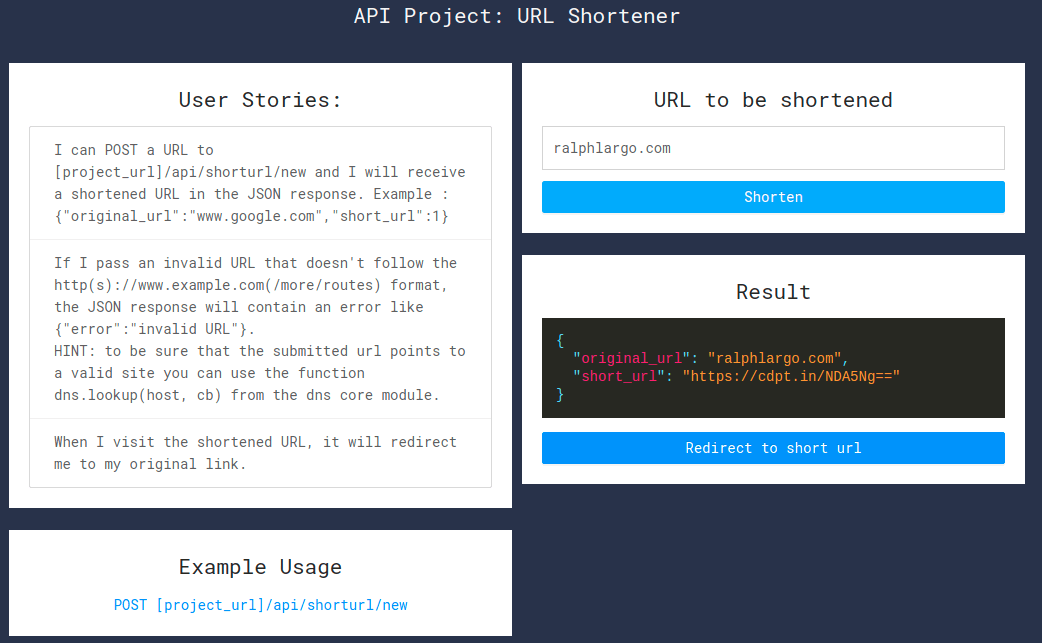 API Project: URL Shortener
User Stories:
I can POST a URL to
[project_url]/api/shorturl/new and I will receive
a shortened URL in the JSON response. Example :
{"original_url":"www.google.com","short_url":1}
If I pass an invalid URL that doesn't follow the
http(s)://www.example.com(/more/routes) format,
the JSON response will contain an error like
{"error":"invalid URL"}.
HINT: to be sure that the submitted url points to
a valid site you can use the function
dns.lookup(host, cb) from the dns core module.
When I visit the shortened URL, it will redirect
me to my original link.
Example Usage
POST [project_url]/api/shorturl/new
URL to be shortened
ralphlargo.com
Shorten
Result
{
  "original_url": "ralphlargo.com",
  "short_url": "https://cdpt.in/NDA5Ng=="
}
Redirect to short url